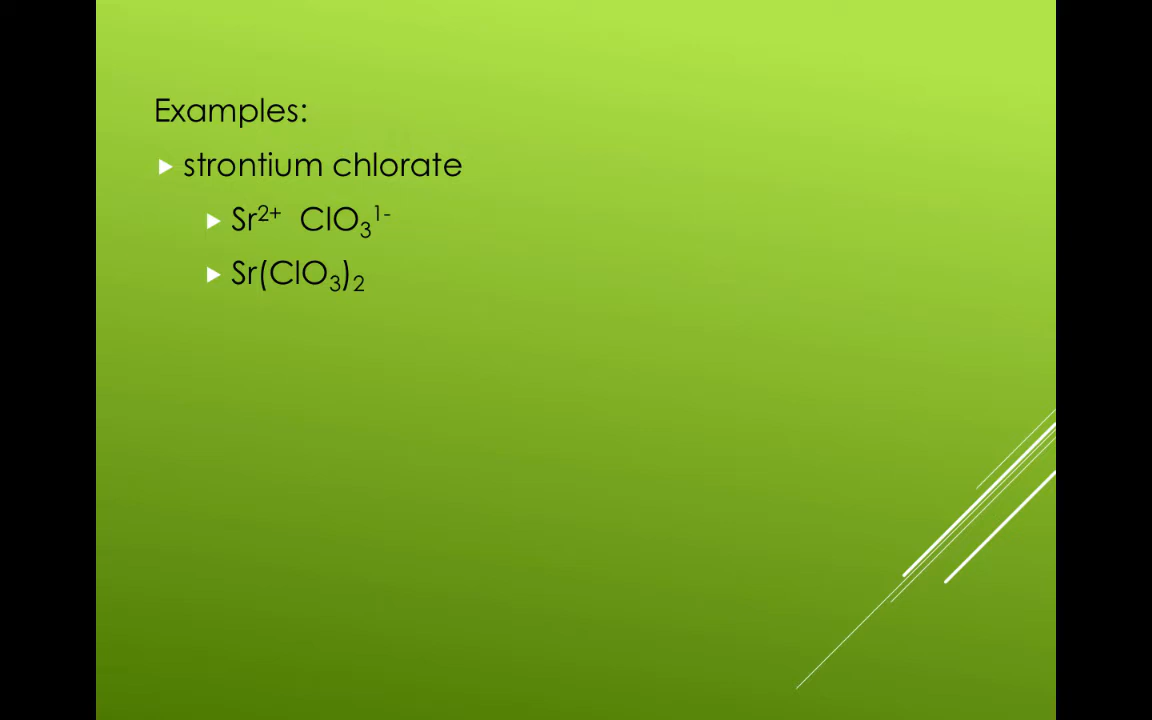 Examples:
strontium chlorate
Sr²⁺ ClO₃¹⁻
Sr(ClO₃)₂